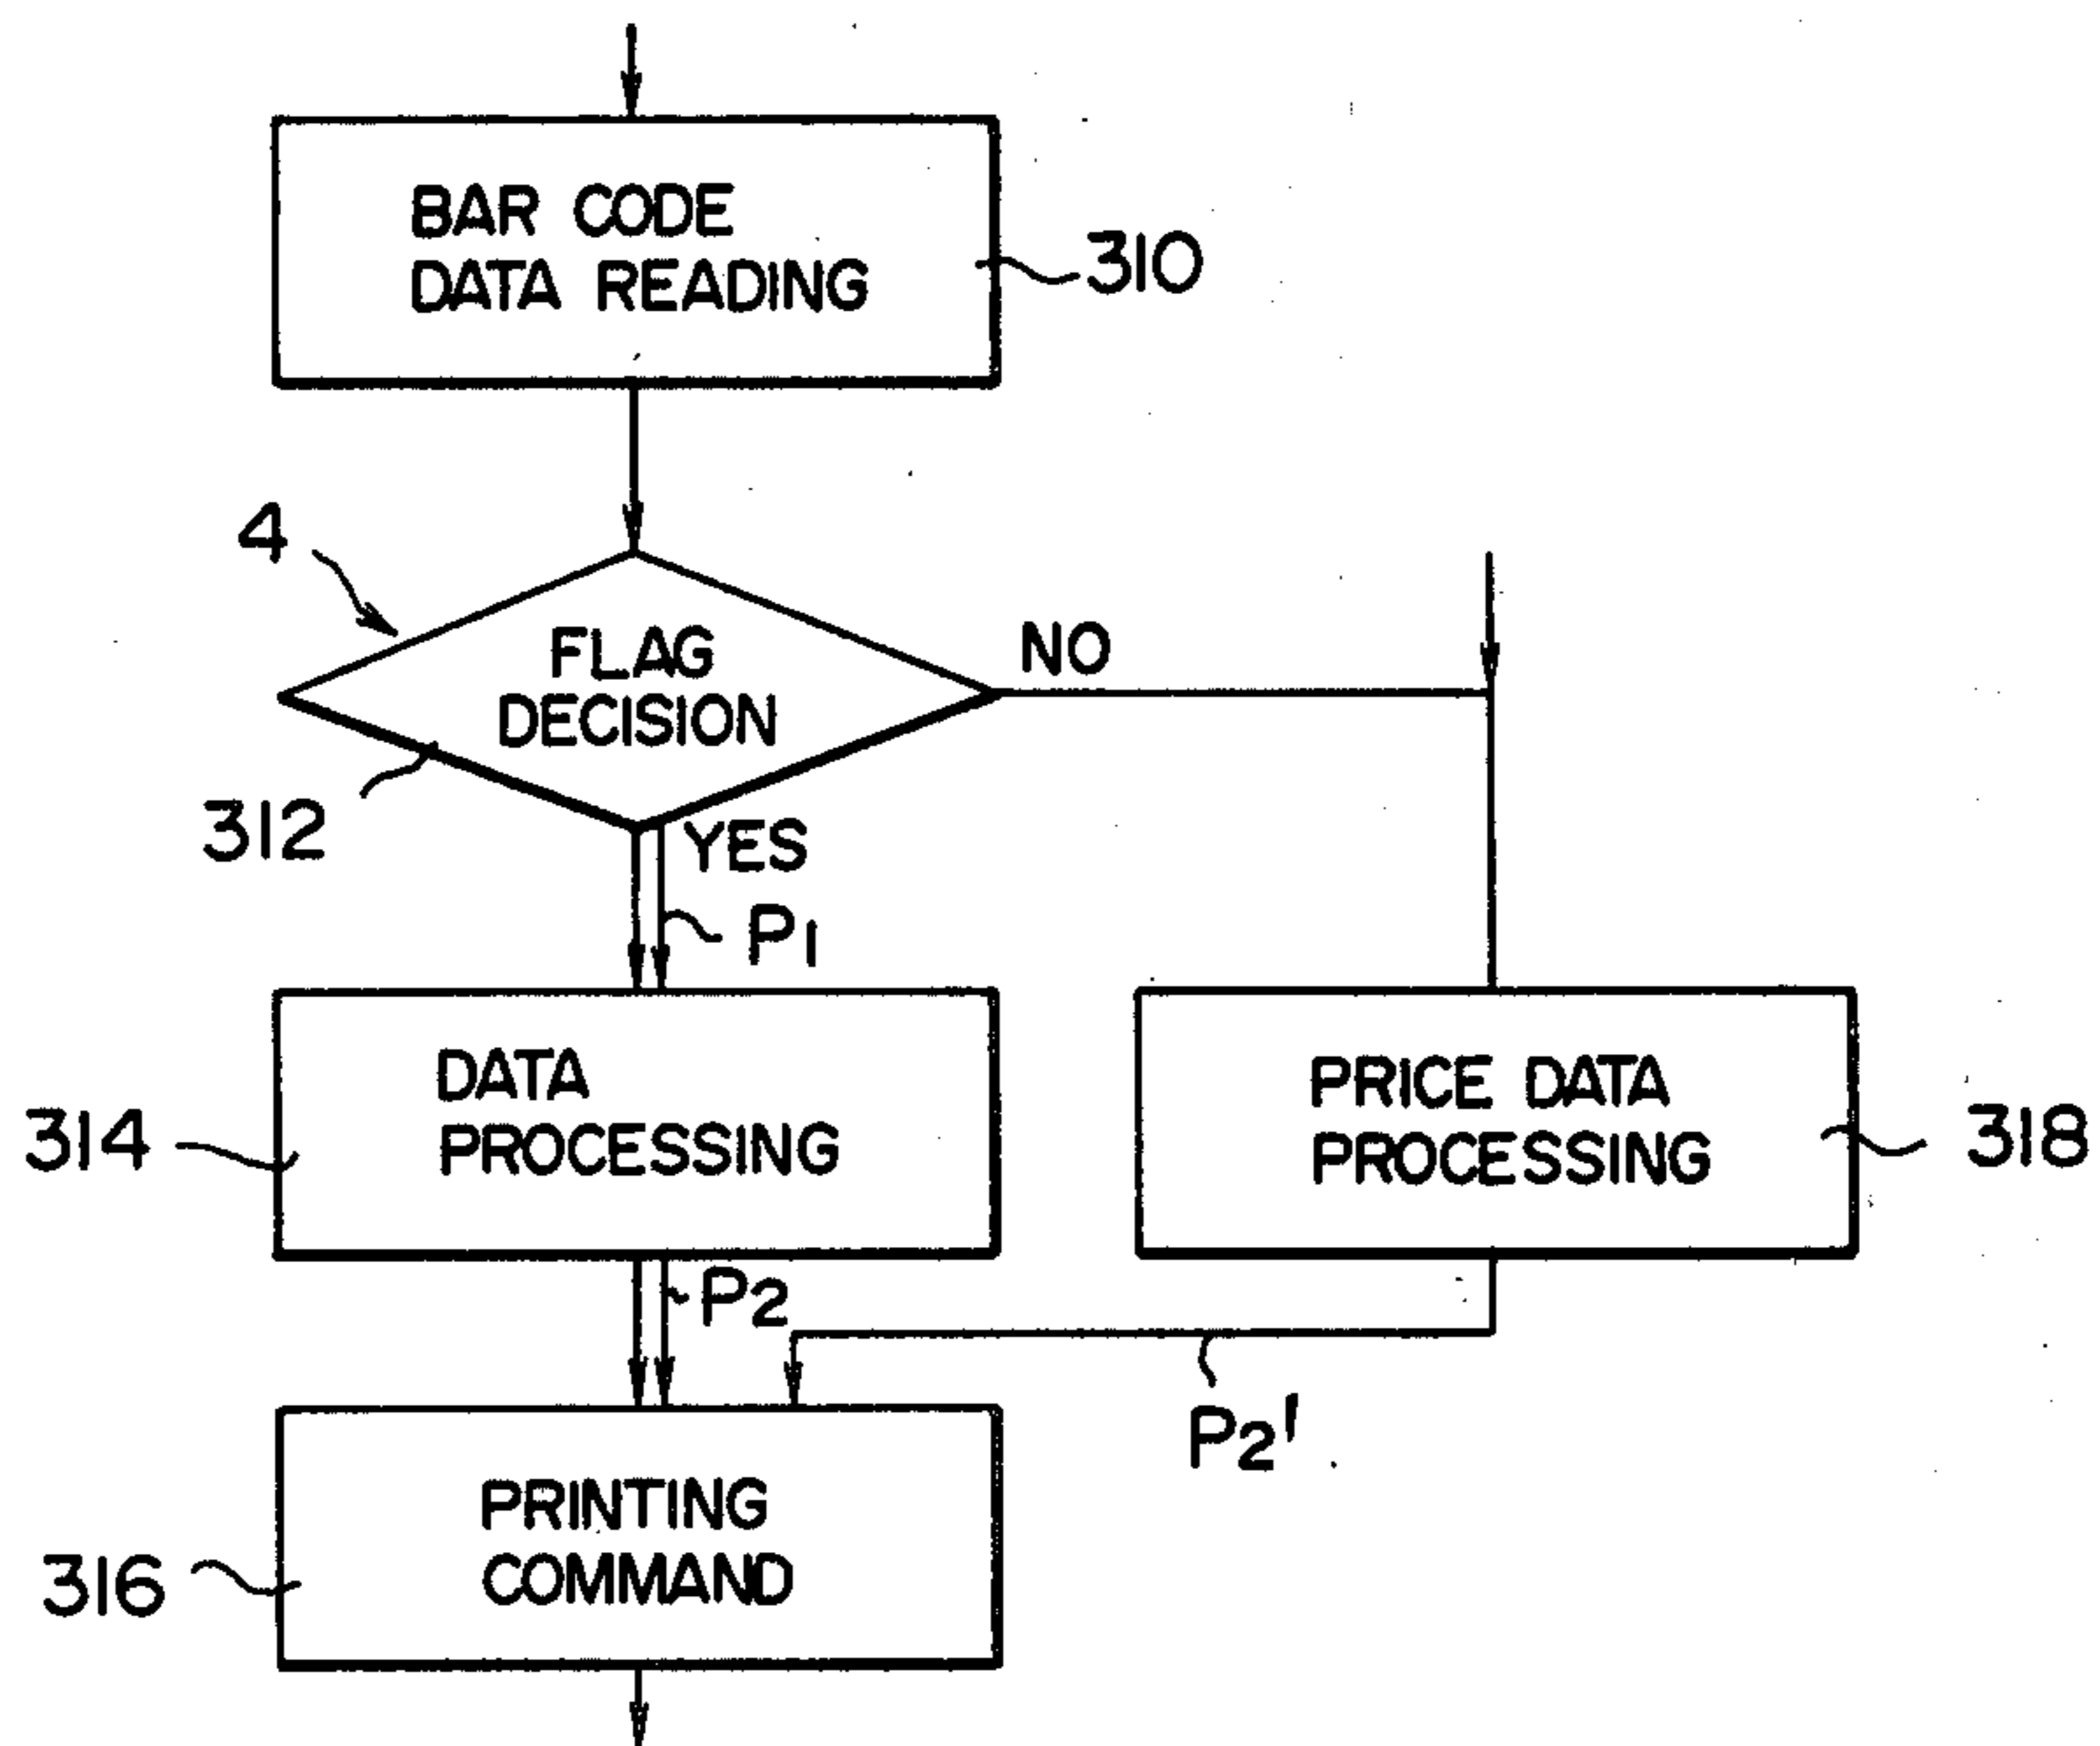 BAR CODE
DATA READING
310
4
FLAG
DECISION
NO
312
YES
P1
DATA
PROCESSING
314
PRICE DATA
PROCESSING
318
P2
P2'
PRINTING
COMMAND
316